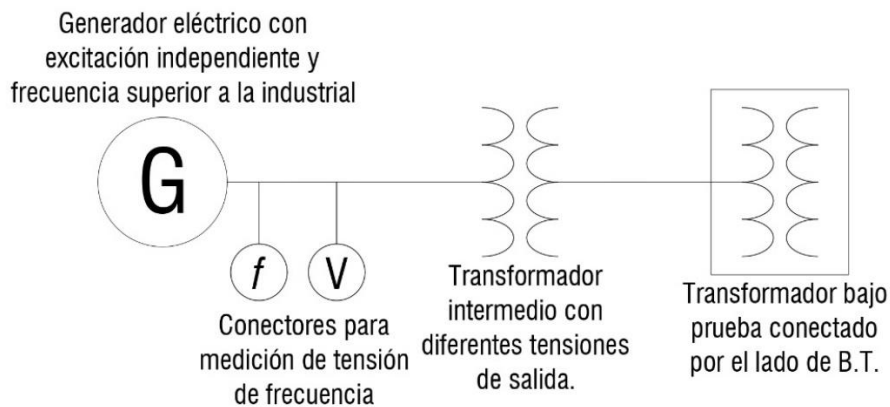 Generador eléctrico con
excitación independiente y
frecuencia superior a la industrial
G
f
V
Conectores para
medición de tensión
de frecuencia
Transformador
intermedio con
diferentes tensiones
de salida.
Transformador bajo
prueba conectado
por el lado de B.T.